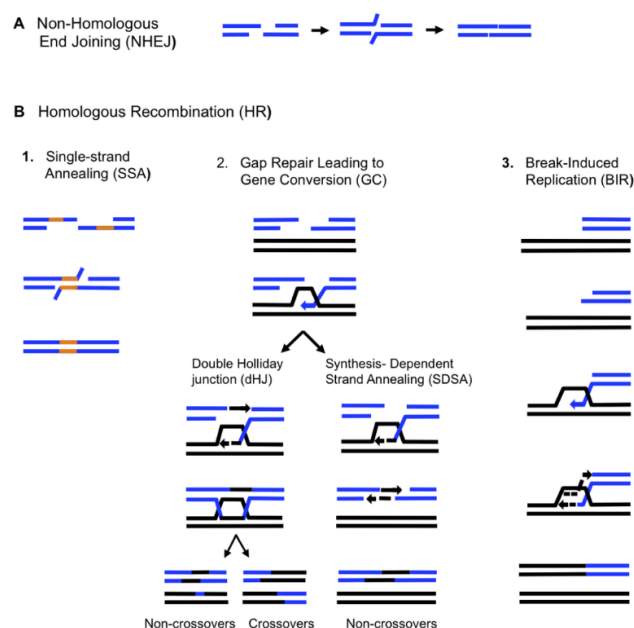 A Non-Homologous
End Joining (NHEJ)
B Homologous Recombination (HR)
1. Single-strand
Annealing (SSA)
2. Gap Repair Leading to
Gene Conversion (GC)
3. Break-Induced
Replication (BIR)
Double Holliday
junction (dHJ)
Synthesis- Dependent
Strand Annealing (SDSA)
Non-crossovers
Crossovers
Non-crossovers